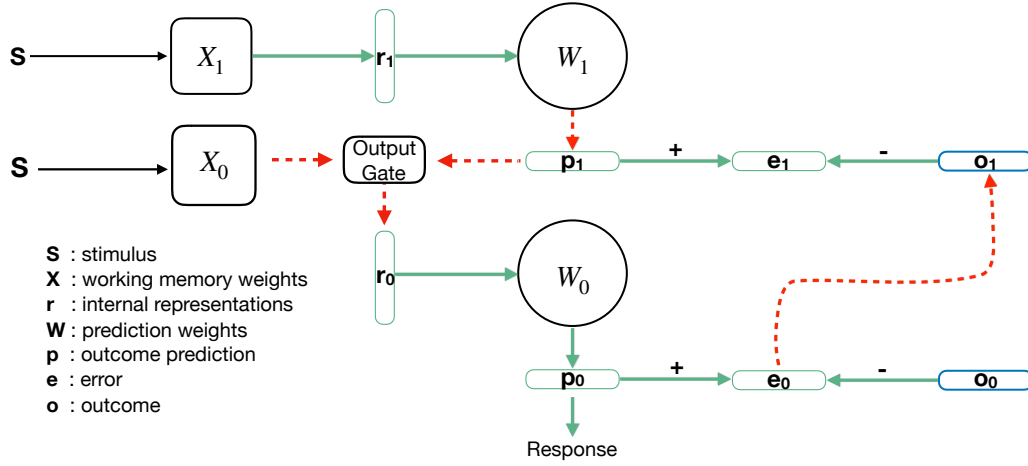 S
X₁
r₁
W₁
S
X₀
Output
Gate
p₁
+
e₁
-
o₁
r₀
W₀
S : stimulus
X : working memory weights
r : internal representations
W : prediction weights
p : outcome prediction
e : error
o : outcome
p₀
+
e₀
-
o₀
Response